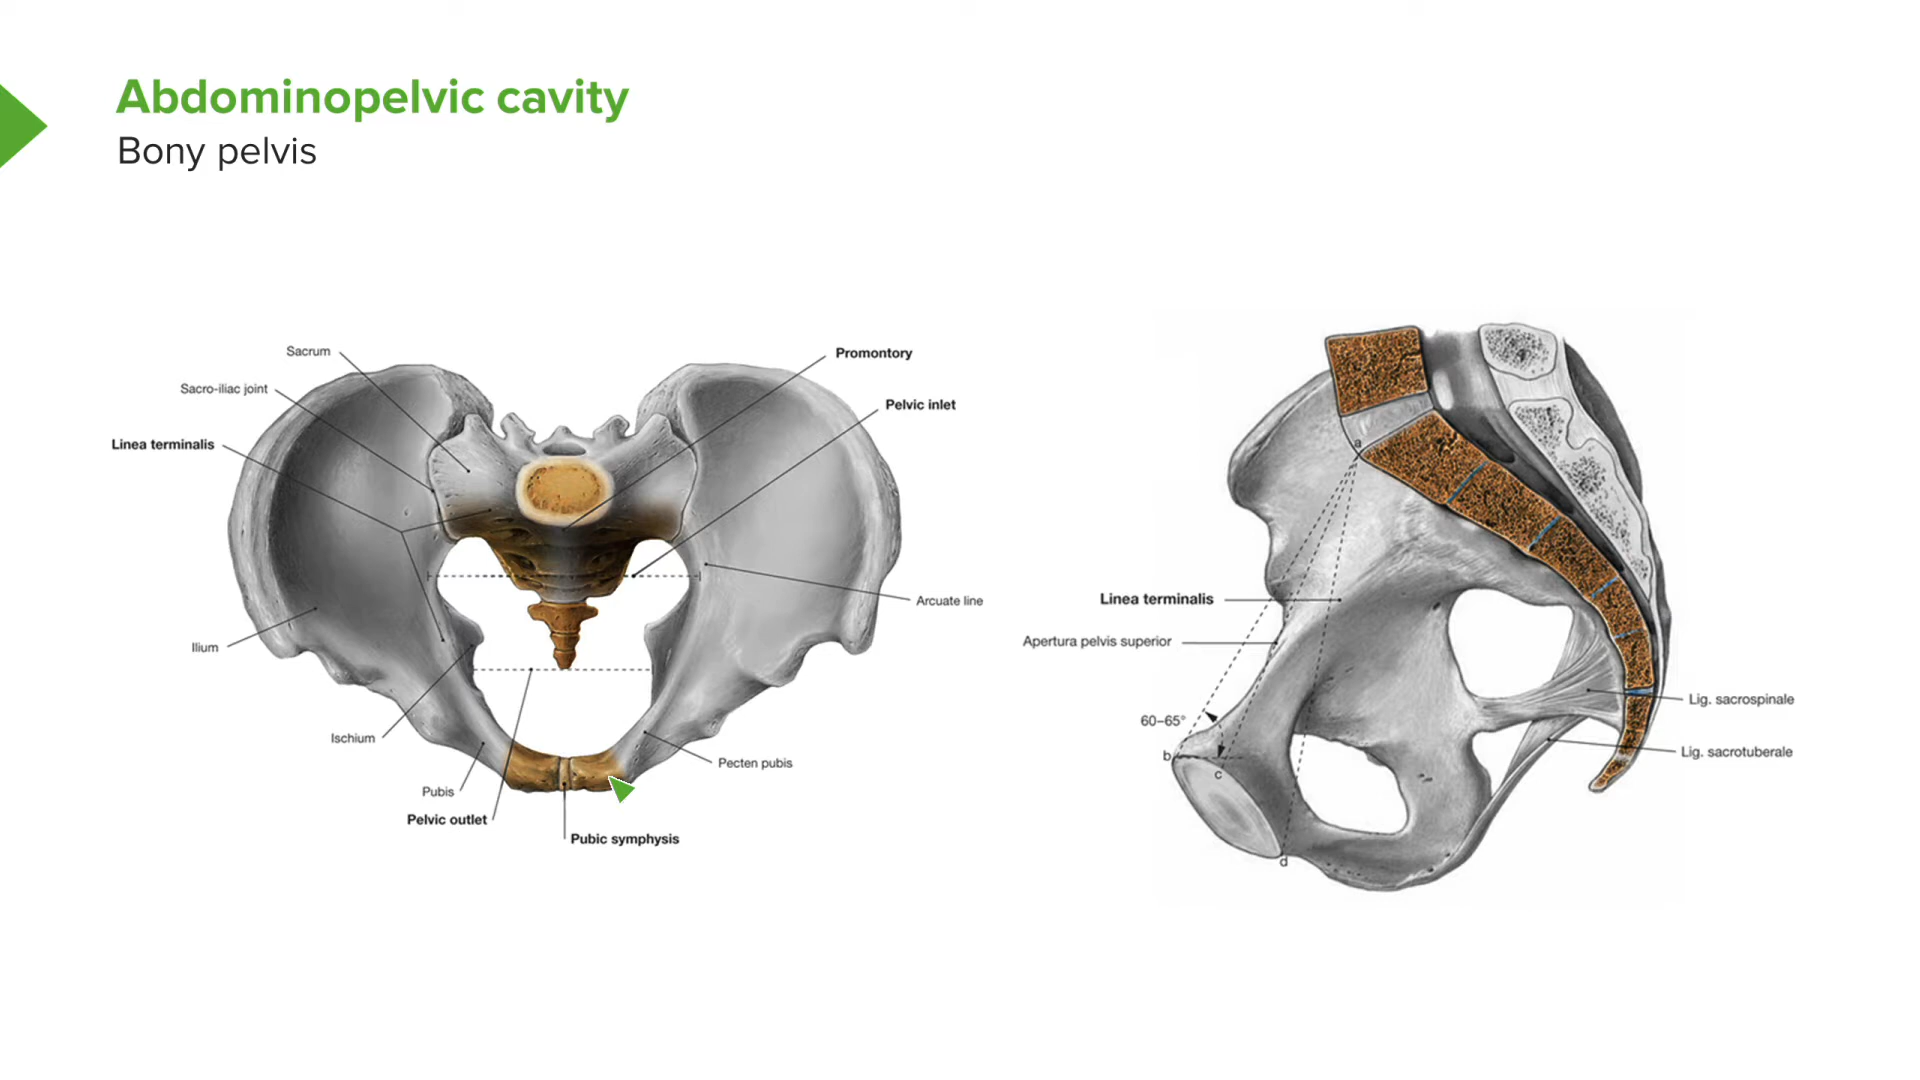 Abdominopelvic cavity
Bony pelvis
Sacrum
Sacro-iliac joint
Linea terminalis
Ilium
Ischium
Pubis
Pelvic outlet
Pubic symphysis
Promontory
Pelvic inlet
Arcuate line
Pecten pubis
a
Linea terminalis
Apertura pelvis superior
60–65°
b
c
d
Lig. sacrospinale
Lig. sacrotuberale